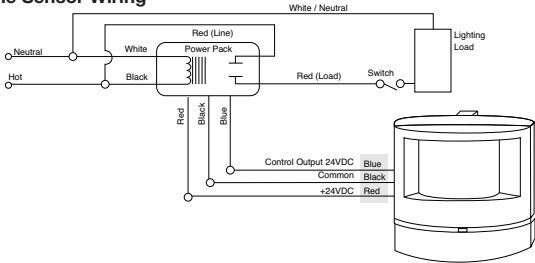 Sensor Wiring
White / Neutral
Red (Line)
Lighting
Load
Neutral
White
Power Pack
Hot
Black
Red (Load)
Switch
Red
Black
Blue
Control Output 24VDC Blue
Common Black
+24VDC Red